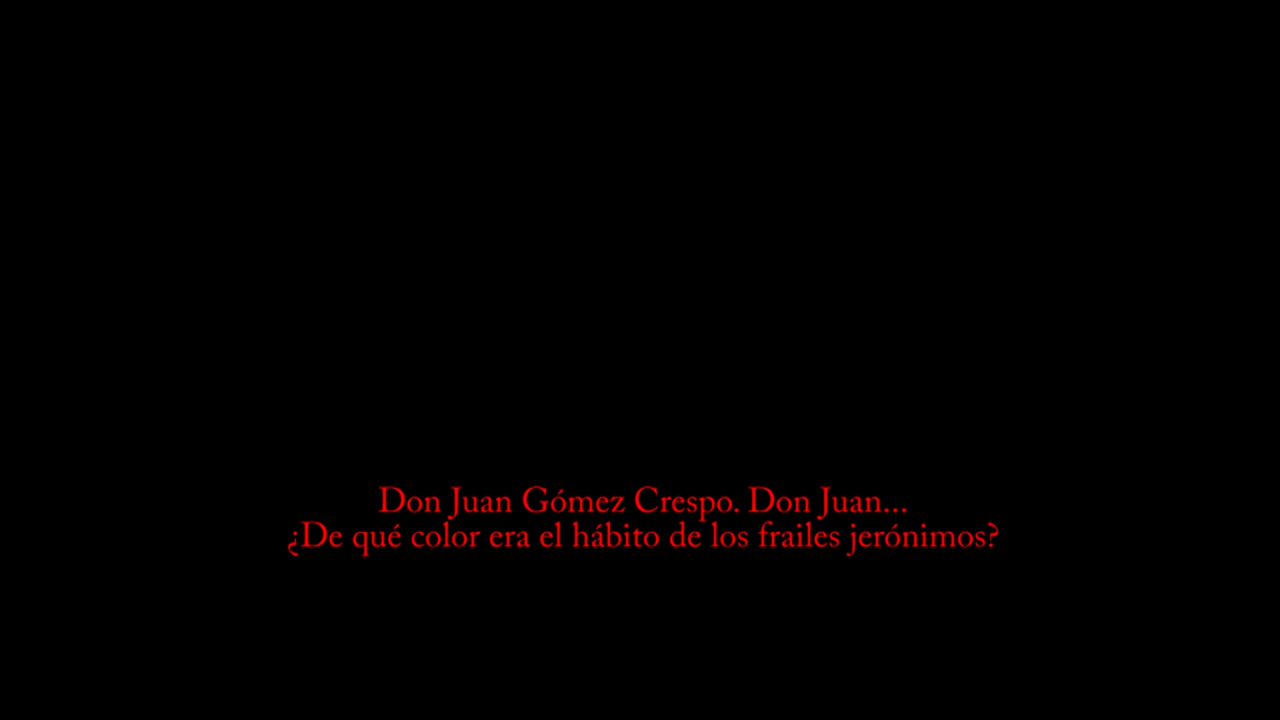 Don Juan Gómez Crespo. Don Juan...
¿De qué color era el hábito de los frailes jerónimos?